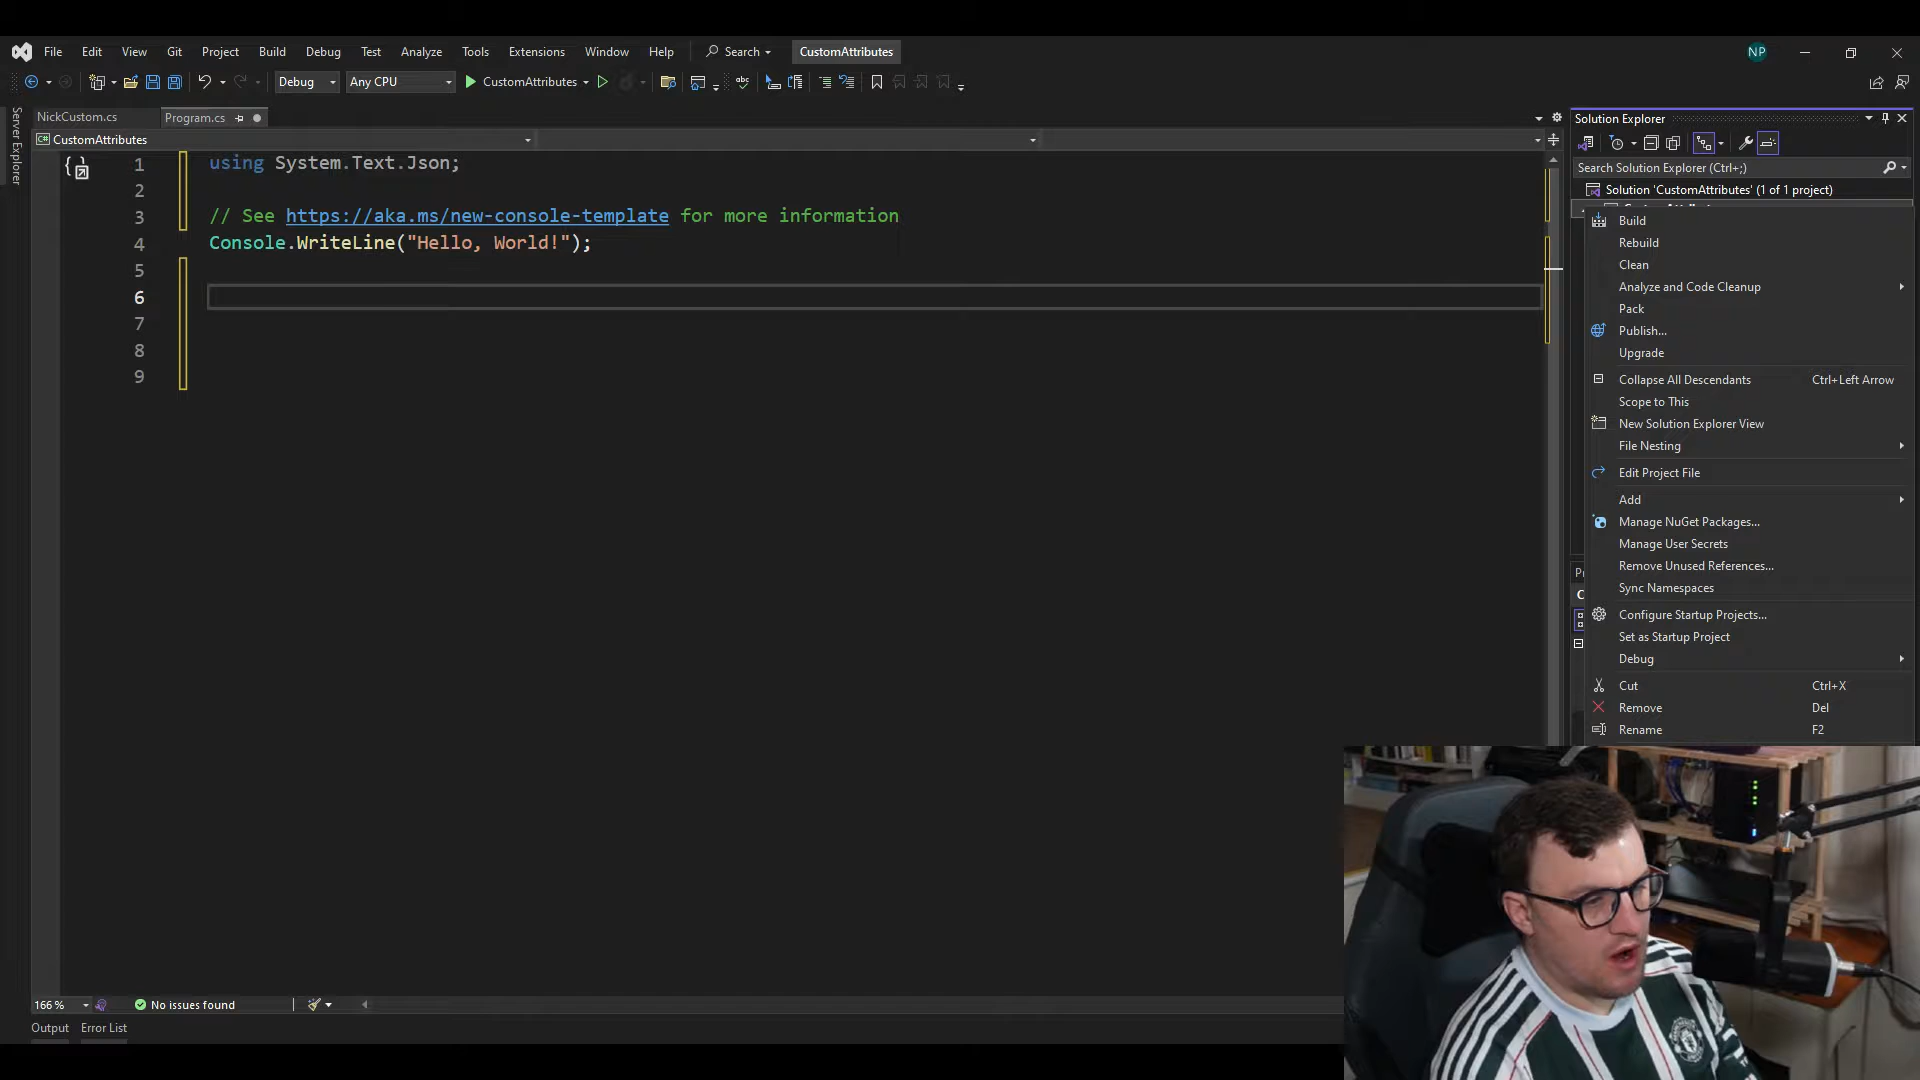 File Edit View Git Project Build Debug Test Analyze Tools Extensions Window Help Search CustomAttributes NP
Debug Any CPU CustomAttributes
NickCustom.cs Program.cs
CustomAttributes
Server Explorer
1 using System.Text.Json;
2
3 // See https://aka.ms/new-console-template for more information
4 Console.WriteLine("Hello, World!");
5
6
7
8
9
166 % No issues found
Output Error List
Solution Explorer
Search Solution Explorer (Ctrl+;)
Solution 'CustomAttributes' (1 of 1 project)
Build
Rebuild
Clean
Analyze and Code Cleanup
Pack
Publish...
Upgrade
Collapse All Descendants Ctrl+Left Arrow
Scope to This
New Solution Explorer View
File Nesting
Edit Project File
Add
Manage NuGet Packages...
Manage User Secrets
Remove Unused References...
Sync Namespaces
Configure Startup Projects...
Set as Startup Project
Debug
Cut Ctrl+X
Remove Del
Rename F2